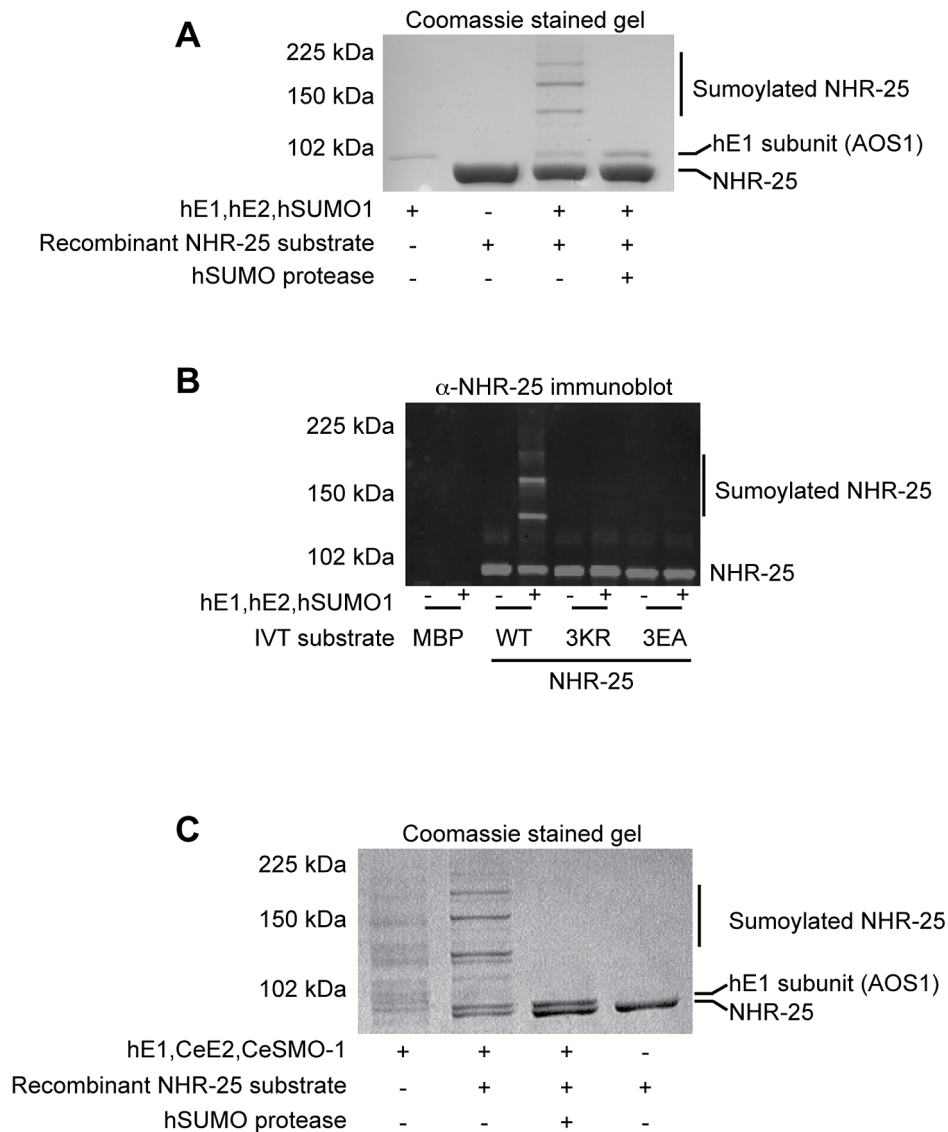 A
Coomassie stained gel
225 kDa
150 kDa
102 kDa
Sumoylated NHR-25
hE1 subunit (AOS1)
NHR-25
hE1,hE2,hSUMO1 + - + +
Recombinant NHR-25 substrate - + + +
hSUMO protease - - - +
B
α-NHR-25 immunoblot
225 kDa
150 kDa
102 kDa
Sumoylated NHR-25
NHR-25
hE1,hE2,hSUMO1 - + - + - + - +
IVT substrate MBP WT 3KR 3EA
NHR-25
C
Coomassie stained gel
225 kDa
150 kDa
102 kDa
Sumoylated NHR-25
hE1 subunit (AOS1)
NHR-25
hE1,CeE2,CeSMO-1 + + + -
Recombinant NHR-25 substrate - + + +
hSUMO protease - - + -